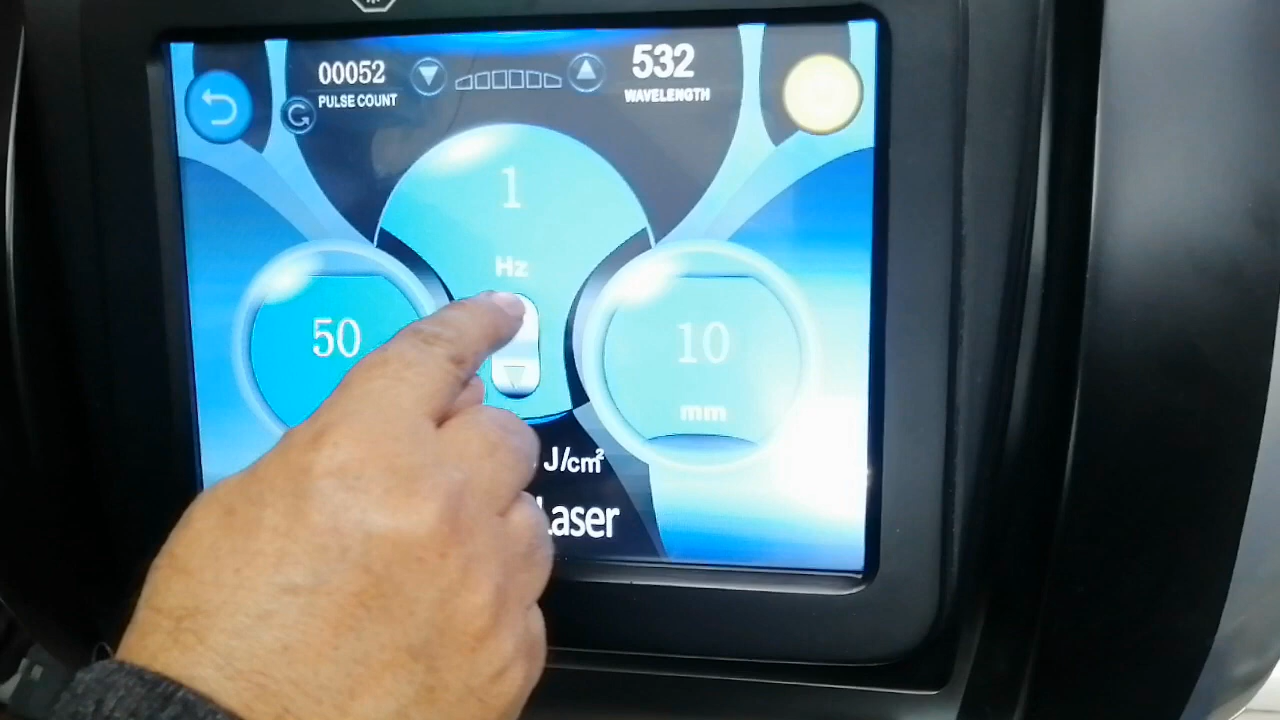 00052
PULSE COUNT
532
WAVELENGTH
1
Hz
50
10
mm
J/cm²
Laser